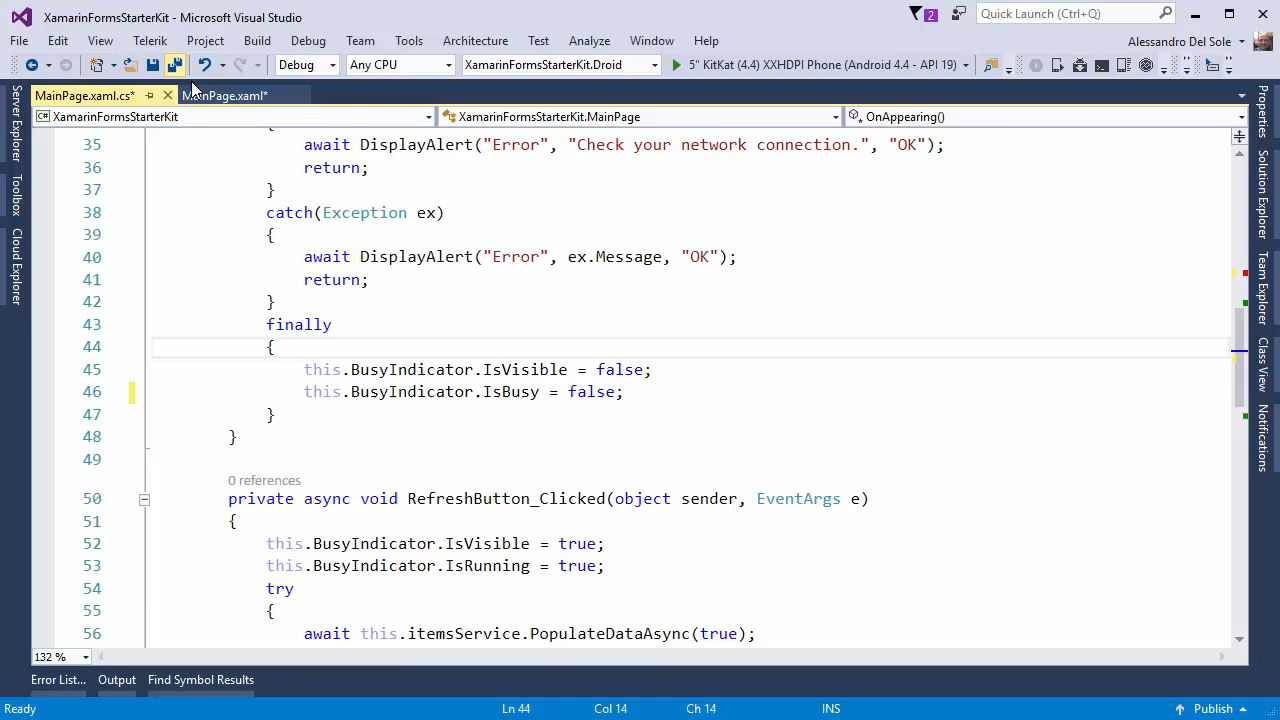 XamarinFormsStarterKit - Microsoft Visual Studio
2
Quick Launch (Ctrl+Q)
File Edit View Telerik Project Build Debug Team Tools Architecture Test Analyze Window Help
Alessandro Del Sole
Debug
Any CPU
XamarinFormsStarterKit.Droid
5" KitKat (4.4) XXHDPI Phone (Android 4.4 - API 19)
MainPage.xaml.cs*
MainPage.xaml*
XamarinFormsStarterKit
XamarinFormsStarterKit.MainPage
OnAppearing()
Server Explorer
Toolbox
Cloud Explorer
{
35 await DisplayAlert("Error", "Check your network connection.", "OK");
36 return;
37 }
38 catch(Exception ex)
39 {
40 await DisplayAlert("Error", ex.Message, "OK");
41 return;
42 }
43 finally
44 {
45 this.BusyIndicator.IsVisible = false;
46 this.BusyIndicator.IsBusy = false;
47 }
48 }
49
0 references
50 private async void RefreshButton_Clicked(object sender, EventArgs e)
51 {
52 this.BusyIndicator.IsVisible = true;
53 this.BusyIndicator.IsRunning = true;
54 try
55 {
56 await this.itemsService.PopulateDataAsync(true);
Properties
Solution Explorer
Team Explorer
Class View
Notifications
132 %
Error List... Output Find Symbol Results
Ready Ln 44 Col 14 Ch 14 INS Publish